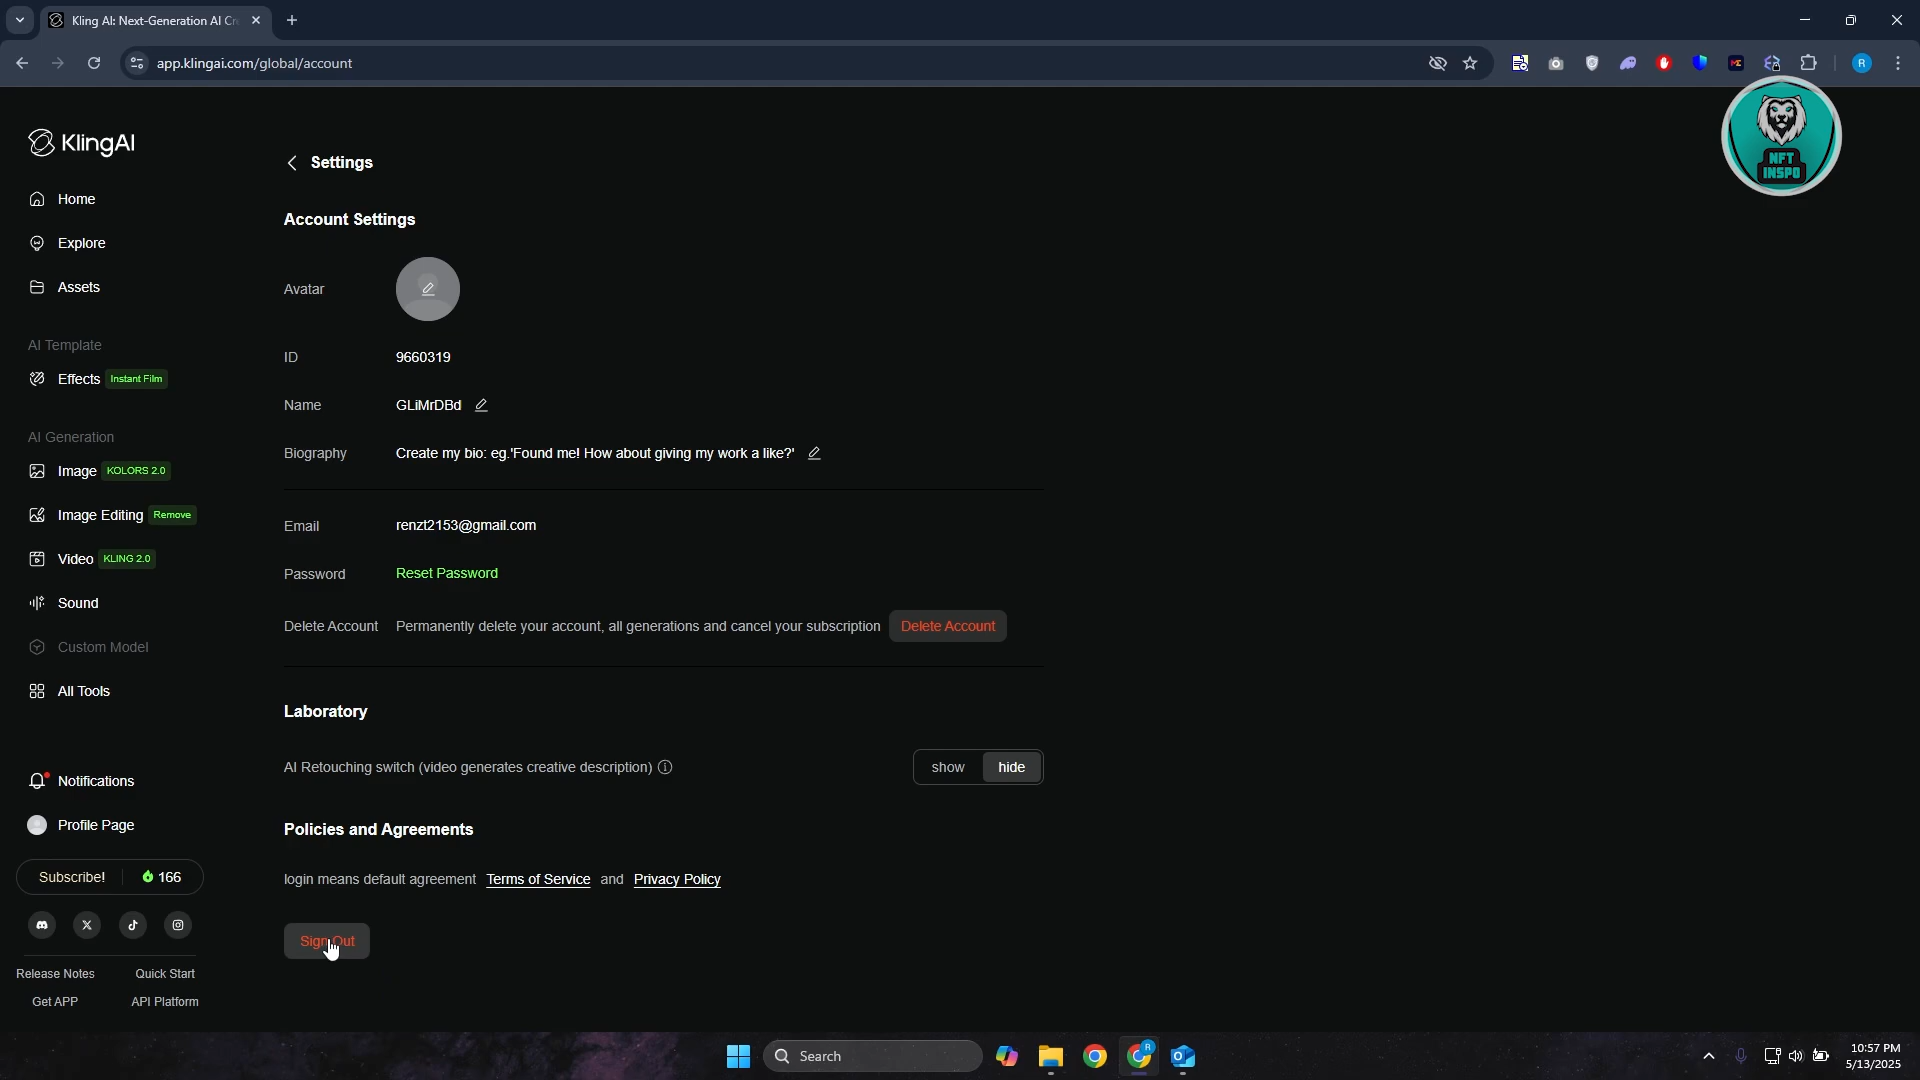 Kling AI: Next-Generation AI Cr
app.klingai.com/global/account
R
NFT
INSPO
KlingAI
Home
Explore
Assets
AI Template
Effects Instant Film
AI Generation
Image KOLORS 2.0
Image Editing Remove
Video KLING 2.0
Sound
Custom Model
All Tools
Notifications
Profile Page
Subscribe! 166
Release Notes Quick Start
Get APP API Platform
Settings
Account Settings
Avatar
ID 9660319
Name GLiMrDBd
Biography Create my bio: eg.'Found me! How about giving my work a like?'
Email renzt2153@gmail.com
Password Reset Password
Delete Account Permanently delete your account, all generations and cancel your subscription Delete Account
Laboratory
AI Retouching switch (video generates creative description) show hide
Policies and Agreements
login means default agreement Terms of Service and Privacy Policy
Sign Out
Search
10:57 PM
5/13/2025